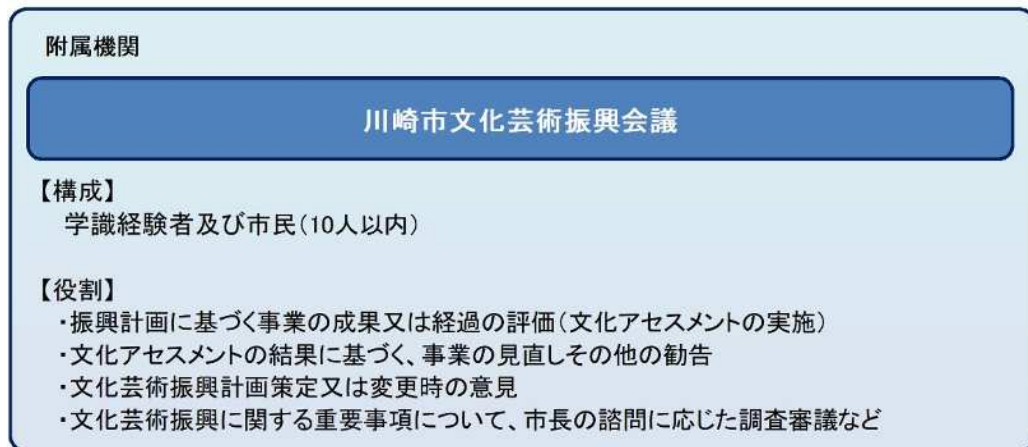 附属機関
川崎市文化芸術振興会議
【構成】
学識経験者及び市民(10人以内)
【役割】
・振興計画に基づく事業の成果又は経過の評価(文化アセスメントの実施)
・文化アセスメントの結果に基づく、事業の見直しその他の勧告
・文化芸術振興計画策定又は変更時の意見
・文化芸術振興に関する重要事項について、市長の諮問に応じた調査審議など